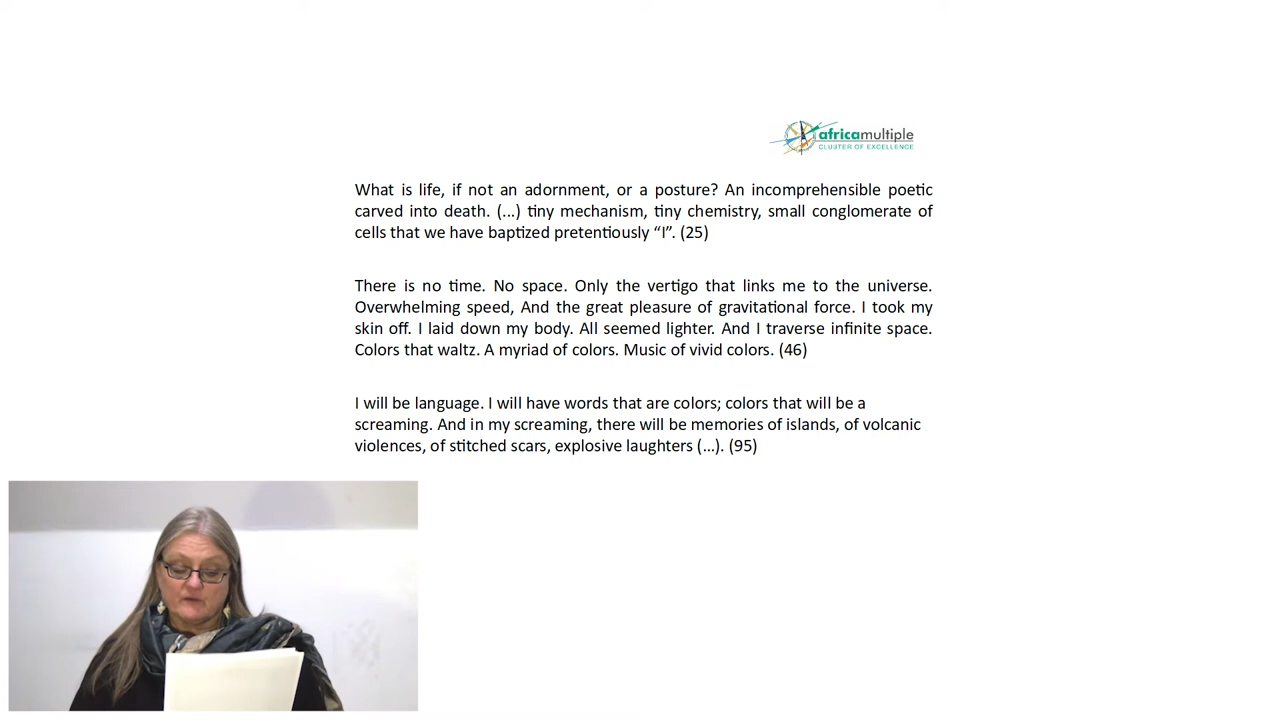 africamultiple
CLUSTER OF EXCELLENCE
What is life, if not an adornment, or a posture? An incomprehensible poetic
carved into death. (...) tiny mechanism, tiny chemistry, small conglomerate of
cells that we have baptized pretentiously “I”. (25)
There is no time. No space. Only the vertigo that links me to the universe.
Overwhelming speed, And the great pleasure of gravitational force. I took my
skin off. I laid down my body. All seemed lighter. And I traverse infinite space.
Colors that waltz. A myriad of colors. Music of vivid colors. (46)
I will be language. I will have words that are colors; colors that will be a
screaming. And in my screaming, there will be memories of islands, of volcanic
violences, of stitched scars, explosive laughters (…). (95)